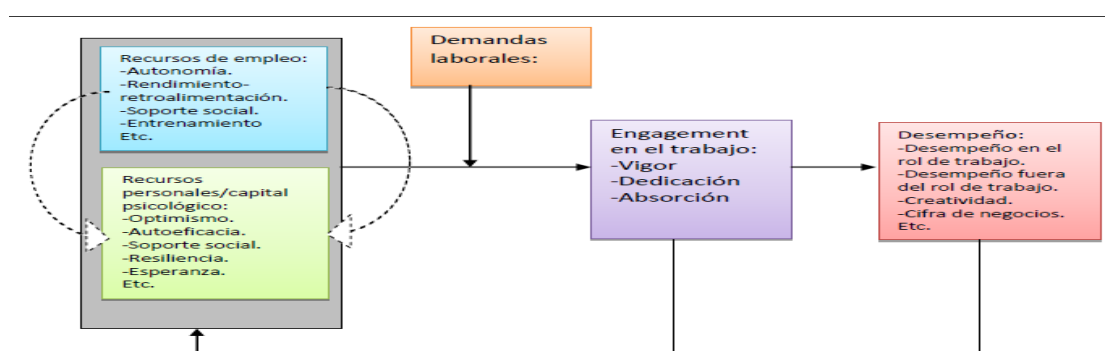 Recursos de empleo:
-Autonomía.
-Rendimiento-
retroalimentación.
-Soporte social.
-Entrenamiento
Etc.
Recursos
personales/capital
psicológico:
-Optimismo.
-Autoeficacia.
-Soporte social.
-Resiliencia.
-Esperanza.
Etc.
Demandas
laborales:
Engagement
en el trabajo:
-Vigor
-Dedicación
-Absorción
Desempeño:
-Desempeño en el
rol de trabajo.
-Desempeño fuera
del rol de trabajo.
-Creatividad.
-Cifra de negocios.
Etc.